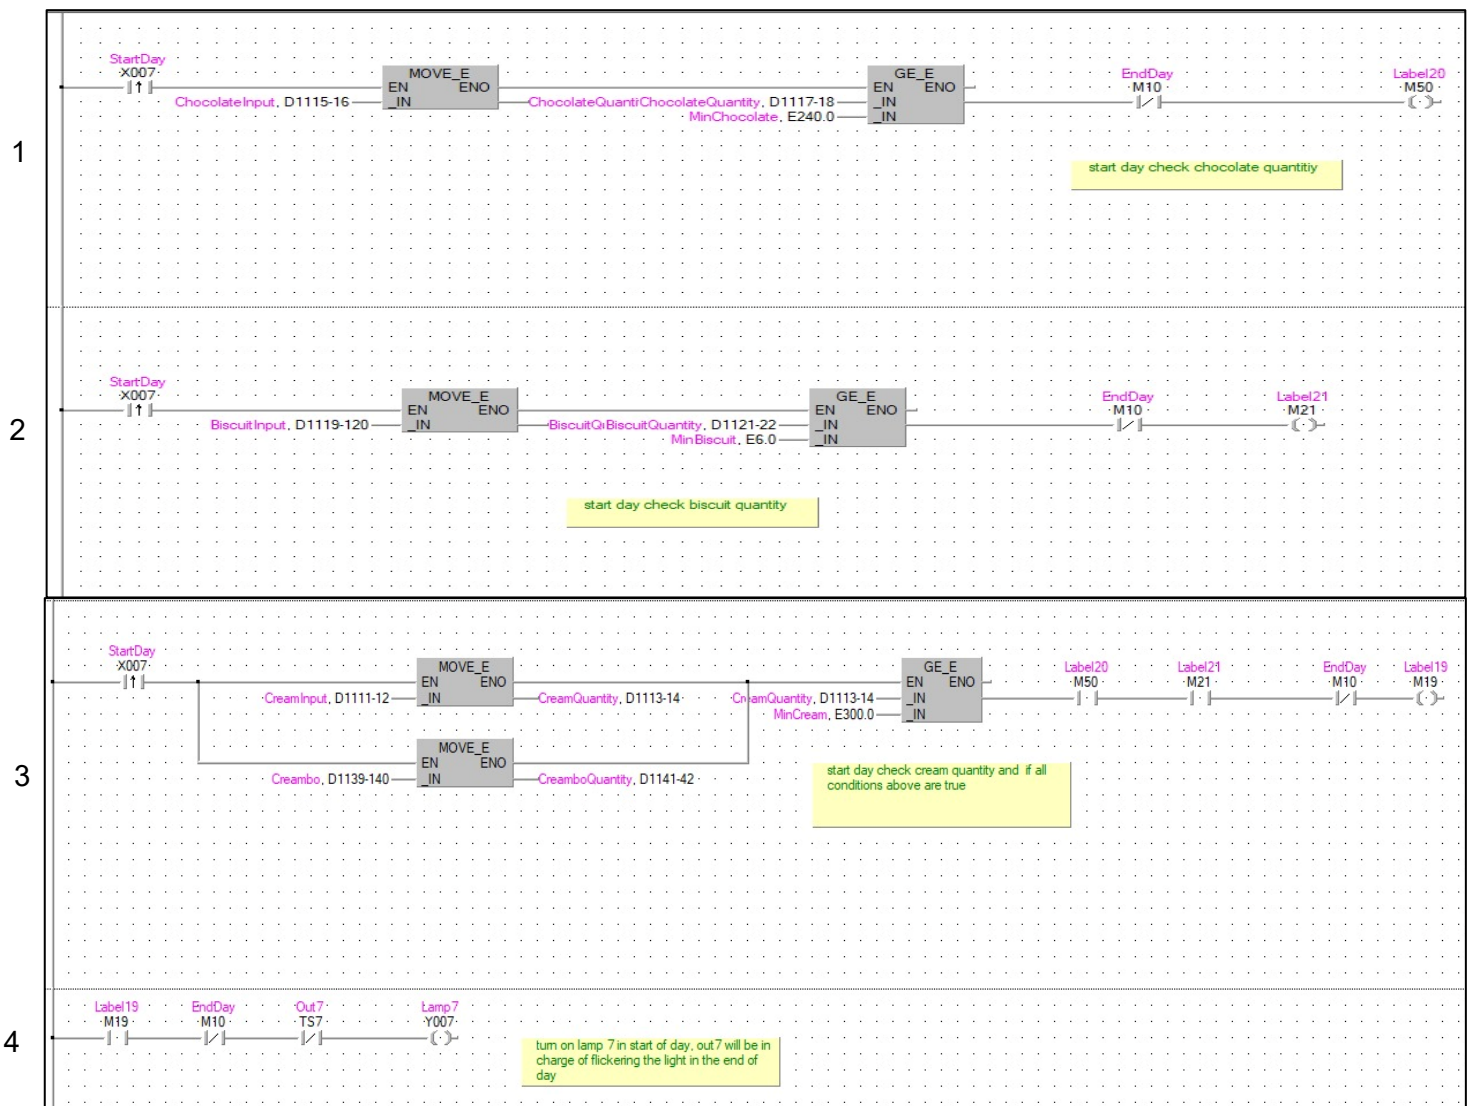 1
StartDay
X007
MOVE_E
EN ENO
ChocolateInput, D1115-16
_IN
ChocolateQuantiChocolateQuantity, D1117-18
MinChocolate, E240.0
GE_E
EN ENO
_IN
_IN
EndDay
M10
Label20
M50
start day check chocolate quantitiy
2
StartDay
X007
MOVE_E
EN ENO
BiscuitInput, D1119-120
_IN
BiscuitQuBiscuitQuantity, D1121-22
MinBiscuit, E6.0
GE_E
EN ENO
_IN
_IN
EndDay
M10
Label21
M21
start day check biscuit quantity
3
StartDay
X007
MOVE_E
EN ENO
CreamInput, D1111-12
_IN
CreamQuantity, D1113-14
CreamQuantity, D1113-14
MinCream, E300.0
GE_E
EN ENO
_IN
_IN
Label20
M50
Label21
M21
EndDay
M10
Label19
M19
MOVE_E
EN ENO
Creambo, D1139-140
_IN
CreamboQuantity, D1141-42
start day check cream quantity and if all
conditions above are true
4
Label19
M19
EndDay
M10
Out7
TS7
Lamp7
Y007
turn on lamp 7 in start of day, out7 will be in
charge of flickering the light in the end of
day